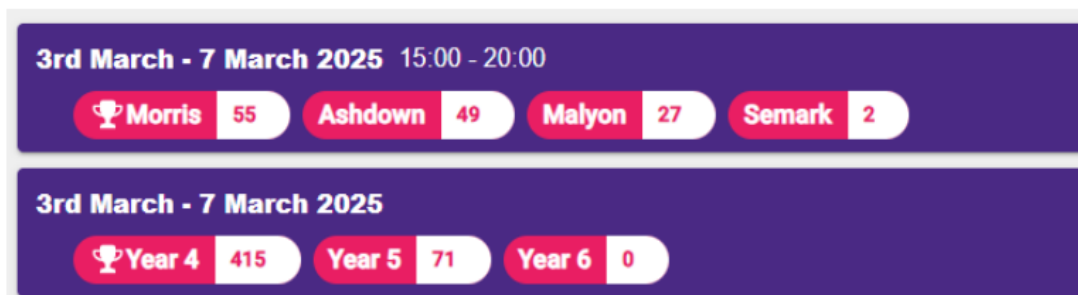 3rd March - 7 March 2025 15:00 - 20:00
Morris 55 Ashdown 49 Malyon 27 Semark 2
3rd March - 7 March 2025
Year 4 415 Year 5 71 Year 6 0